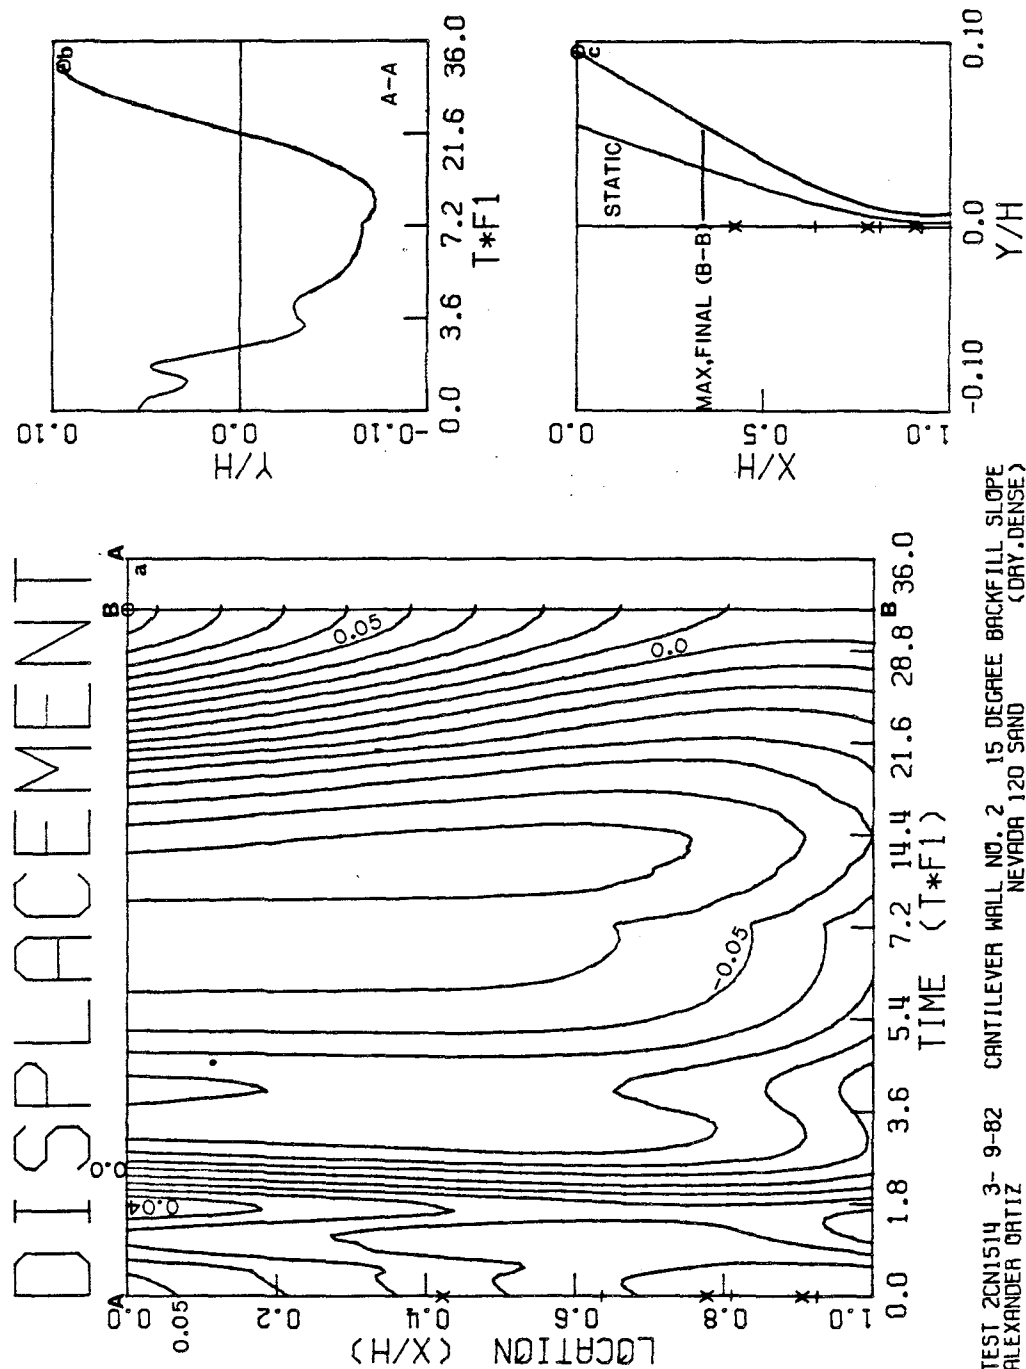 DISPLACEMENT
A
0.0
0.2
0.4
0.6
0.8
1.0
LOCATION (X/H)
0.05
0.04
0.0
-0.05
0.05
0.0
B
A
a
B
0.0
1.8
3.6
5.4
7.2
14.4
21.6
28.8
36.0
TIME (T*F1)
0.10
0.0
-0.10
Y/H
b
A-A
0.0
3.6
7.2
21.6
36.0
T*F1
0.0
0.5
1.0
X/H
c
STATIC
MAX,FINAL (B-B)
-0.10
0.0
0.10
Y/H
TEST 2CN1514 3- 9-82 CANTILEVER WALL NO. 2 15 DEGREE BACKFILL SLOPE
ALEXANDER ORTIZ NEVADA 120 SAND (DRY,DENSE)